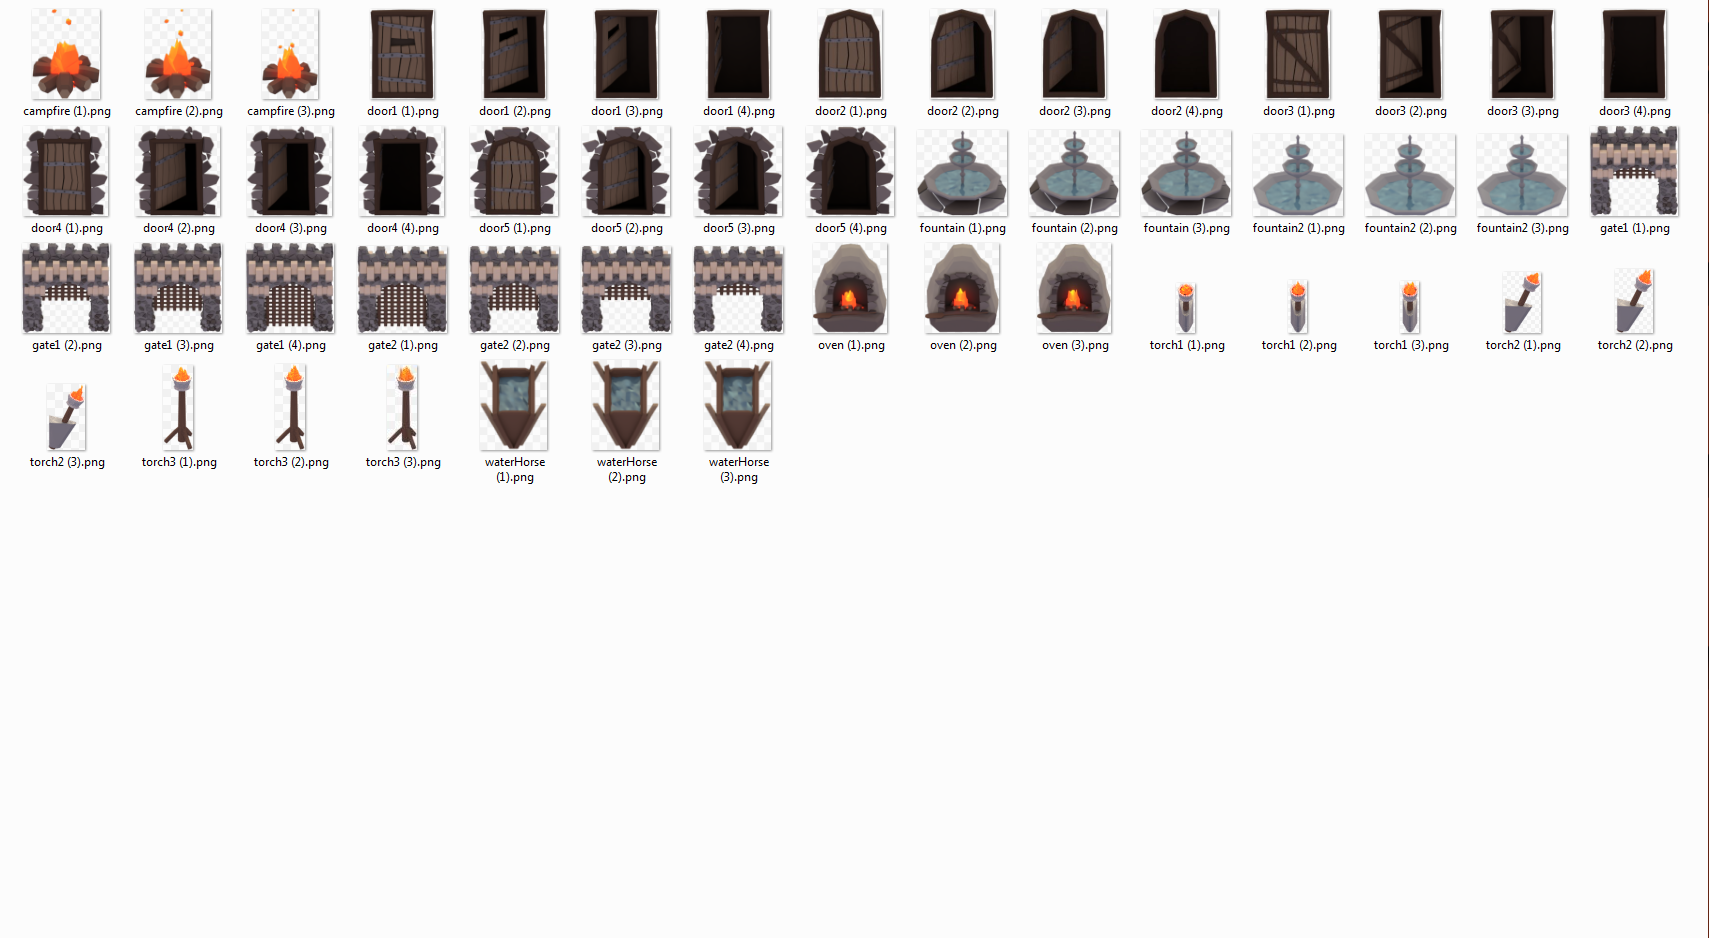 campfire (1).png
campfire (2).png
campfire (3).png
door1 (1).png
door1 (2).png
door1 (3).png
door1 (4).png
door2 (1).png
door2 (2).png
door2 (3).png
door2 (4).png
door3 (1).png
door3 (2).png
door3 (3).png
door3 (4).png
door4 (1).png
door4 (2).png
door4 (3).png
door4 (4).png
door5 (1).png
door5 (2).png
door5 (3).png
door5 (4).png
fountain (1).png
fountain (2).png
fountain (3).png
fountain2 (1).png
fountain2 (2).png
fountain2 (3).png
gate1 (1).png
gate1 (2).png
gate1 (3).png
gate1 (4).png
gate2 (1).png
gate2 (2).png
gate2 (3).png
gate2 (4).png
oven (1).png
oven (2).png
oven (3).png
torch1 (1).png
torch1 (2).png
torch1 (3).png
torch2 (1).png
torch2 (2).png
torch2 (3).png
torch3 (1).png
torch3 (2).png
torch3 (3).png
waterHorse
(1).png
waterHorse
(2).png
waterHorse
(3).png